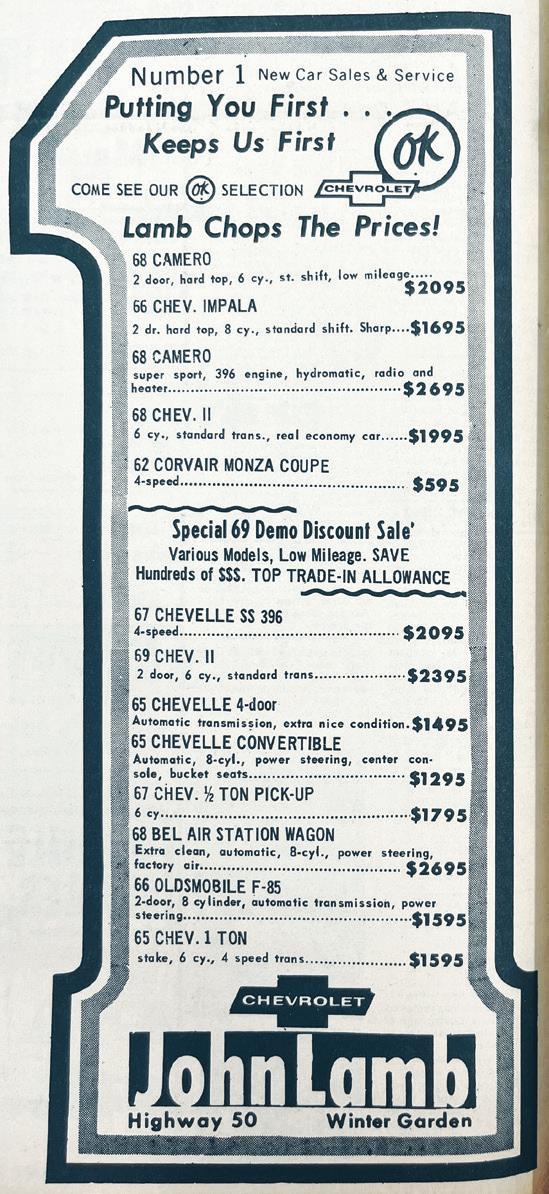 Number 1 New Car Sales & Service
Putting You First . . .
Keeps Us First
OK
COME SEE OUR OK SELECTION CHEVROLET
Lamb Chops The Prices!
68 CAMERO
2 door, hard top, 6 cy., st. shift, low mileage.....
$2095
66 CHEV. IMPALA
2 dr. hard top, 8 cy., standard shift. Sharp....$1695
68 CAMERO
super sport, 396 engine, hydromatic, radio and
heater.......................................$2695
68 CHEV. II
6 cy., standard trans., real economy car......$1995
62 CORVAIR MONZA COUPE
4-speed...................................... $595
Special 69 Demo Discount Sale'
Various Models, Low Mileage. SAVE
Hundreds of $$$. TOP TRADE-IN ALLOWANCE
67 CHEVELLE SS 396
4-speed......................................$2095
69 CHEV. II
2 door, 6 cy., standard trans................$2395
65 CHEVELLE 4-door
Automatic transmission, extra nice condition.$1495
65 CHEVELLE CONVERTIBLE
Automatic, 8-cyl., power steering, center con-
sole, bucket seats...........................$1295
67 CHEV. ½ TON PICK-UP
6 cy.........................................$1795
68 BEL AIR STATION WAGON
Extra clean, automatic, 8-cyl., power steering,
factory air..................................$2695
66 OLDSMOBILE F-85
2-door, 8 cylinder, automatic transmission, power
steering.....................................$1595
65 CHEV. 1 TON
stake, 6 cy., 4 speed trans..................$1595
CHEVROLET
John Lamb
Highway 50 Winter Garden